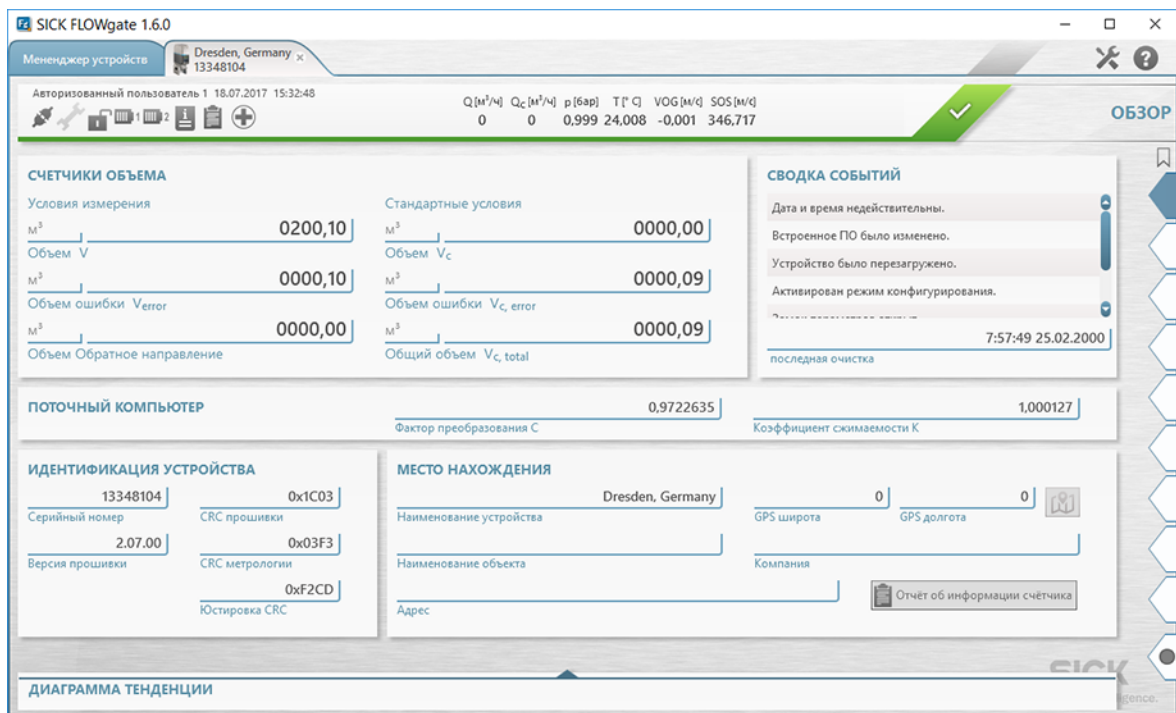 SICK FLOWgate 1.6.0
Мененджер устройств
Dresden, Germany
13348104
Авторизованный пользователь 1 18.07.2017 15:32:48
Q [м³/ч] Qc [м³/ч] p [бар] T [° C] VOG [м/с] SOS [м/с]
0 0 0,999 24,008 -0,001 346,717
1 2
ОБЗОР
СЧЕТЧИКИ ОБЪЕМА
Условия измерения
м³ 0200,10
Объем V
м³ 0000,10
Объем ошибки Verror
м³ 0000,00
Объем Обратное направление
Стандартные условия
м³ 0000,00
Объем Vc
м³ 0000,09
Объем ошибки Vc, error
м³ 0000,09
Общий объем Vc, total
СВОДКА СОБЫТИЙ
Дата и время недействительны.
Встроенное ПО было изменено.
Устройство было перезагружено.
Активирован режим конфигурирования.
7:57:49 25.02.2000
последная очистка
ПОТОЧНЫЙ КОМПЬЮТЕР
0,9722635
Фактор преобразования С
1,000127
Коэффициент сжимаемости К
ИДЕНТИФИКАЦИЯ УСТРОЙСТВА
13348104
Серийный номер
0x1C03
CRC прошивки
2.07.00
Версия прошивки
0x03F3
CRC метрологии
0xF2CD
Юстировка CRC
МЕСТО НАХОЖДЕНИЯ
Dresden, Germany
Наименование устройства
0
GPS широта
0
GPS долгота
Наименование объекта
Компания
Адрес
Отчёт об информации счётчика
SICK
ДИАГРАММА ТЕНДЕНЦИИ